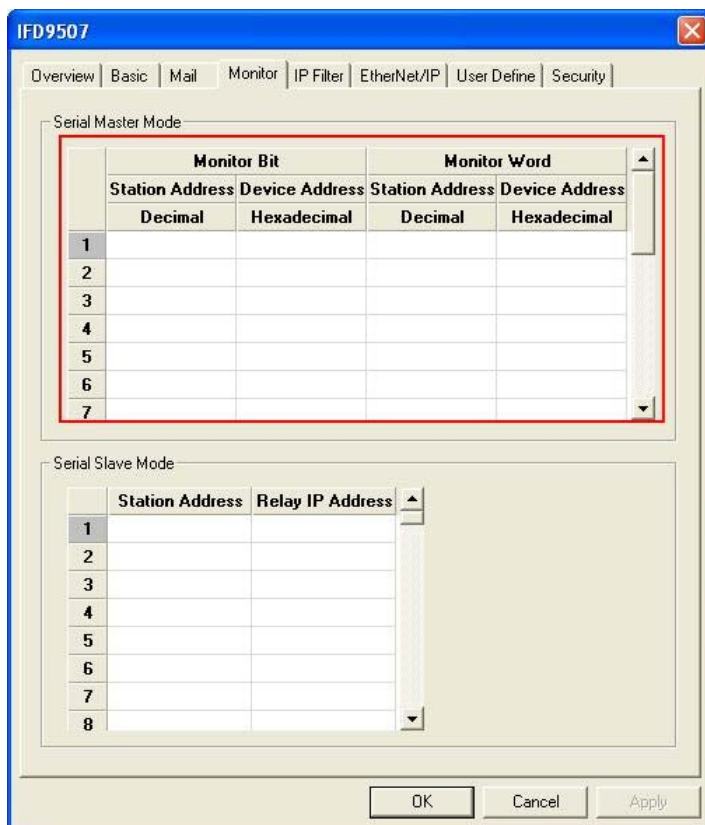 IFD9507
Overview Basic Mail Monitor IP Filter EtherNet/IP User Define Security
Serial Master Mode
Monitor Bit Monitor Word
Station Address Device Address Station Address Device Address
Decimal Hexadecimal Decimal Hexadecimal
1
2
3
4
5
6
7
Serial Slave Mode
Station Address Relay IP Address
1
2
3
4
5
6
7
8
OK Cancel Apply